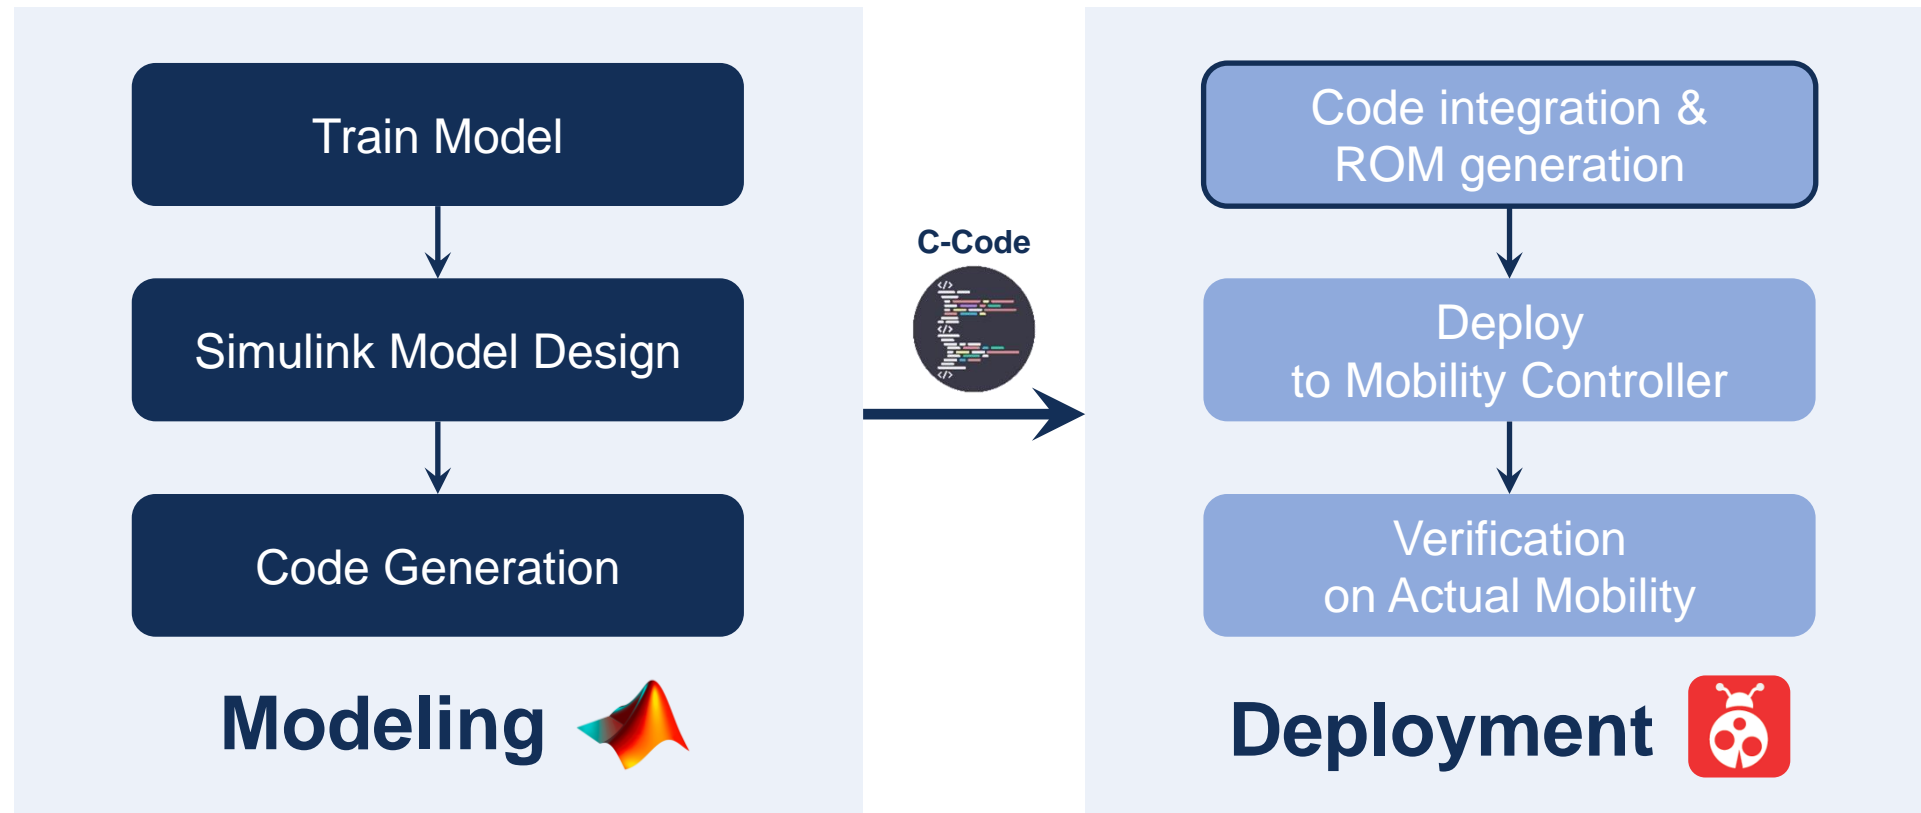 Train Model
Simulink Model Design
Code Generation
Modeling
C-Code
</>
</>
</>
</>
Code integration &
ROM generation
Deploy
to Mobility Controller
Verification
on Actual Mobility
Deployment